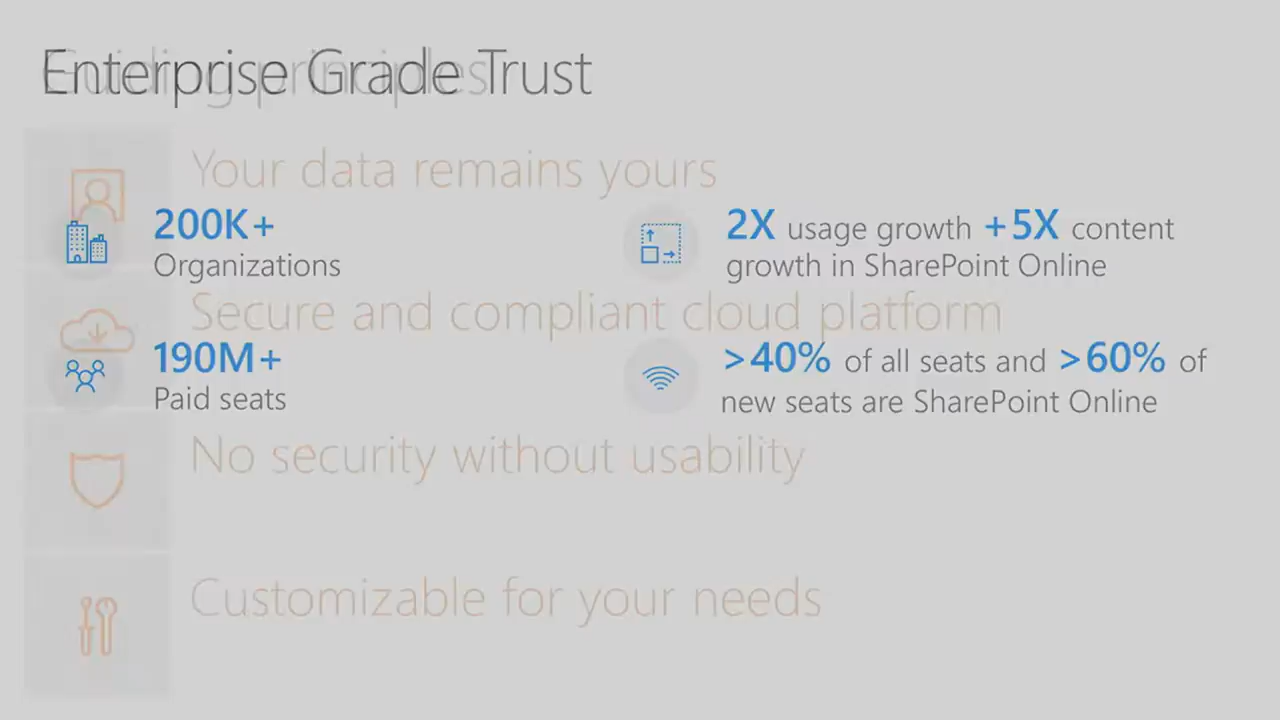 Enterprise Grade Trust
Guiding principles
Your data remains yours
200K+
Organizations
2X usage growth +5X content
growth in SharePoint Online
Secure and compliant cloud platform
190M+
Paid seats
>40% of all seats and >60% of
new seats are SharePoint Online
No security without usability
Customizable for your needs